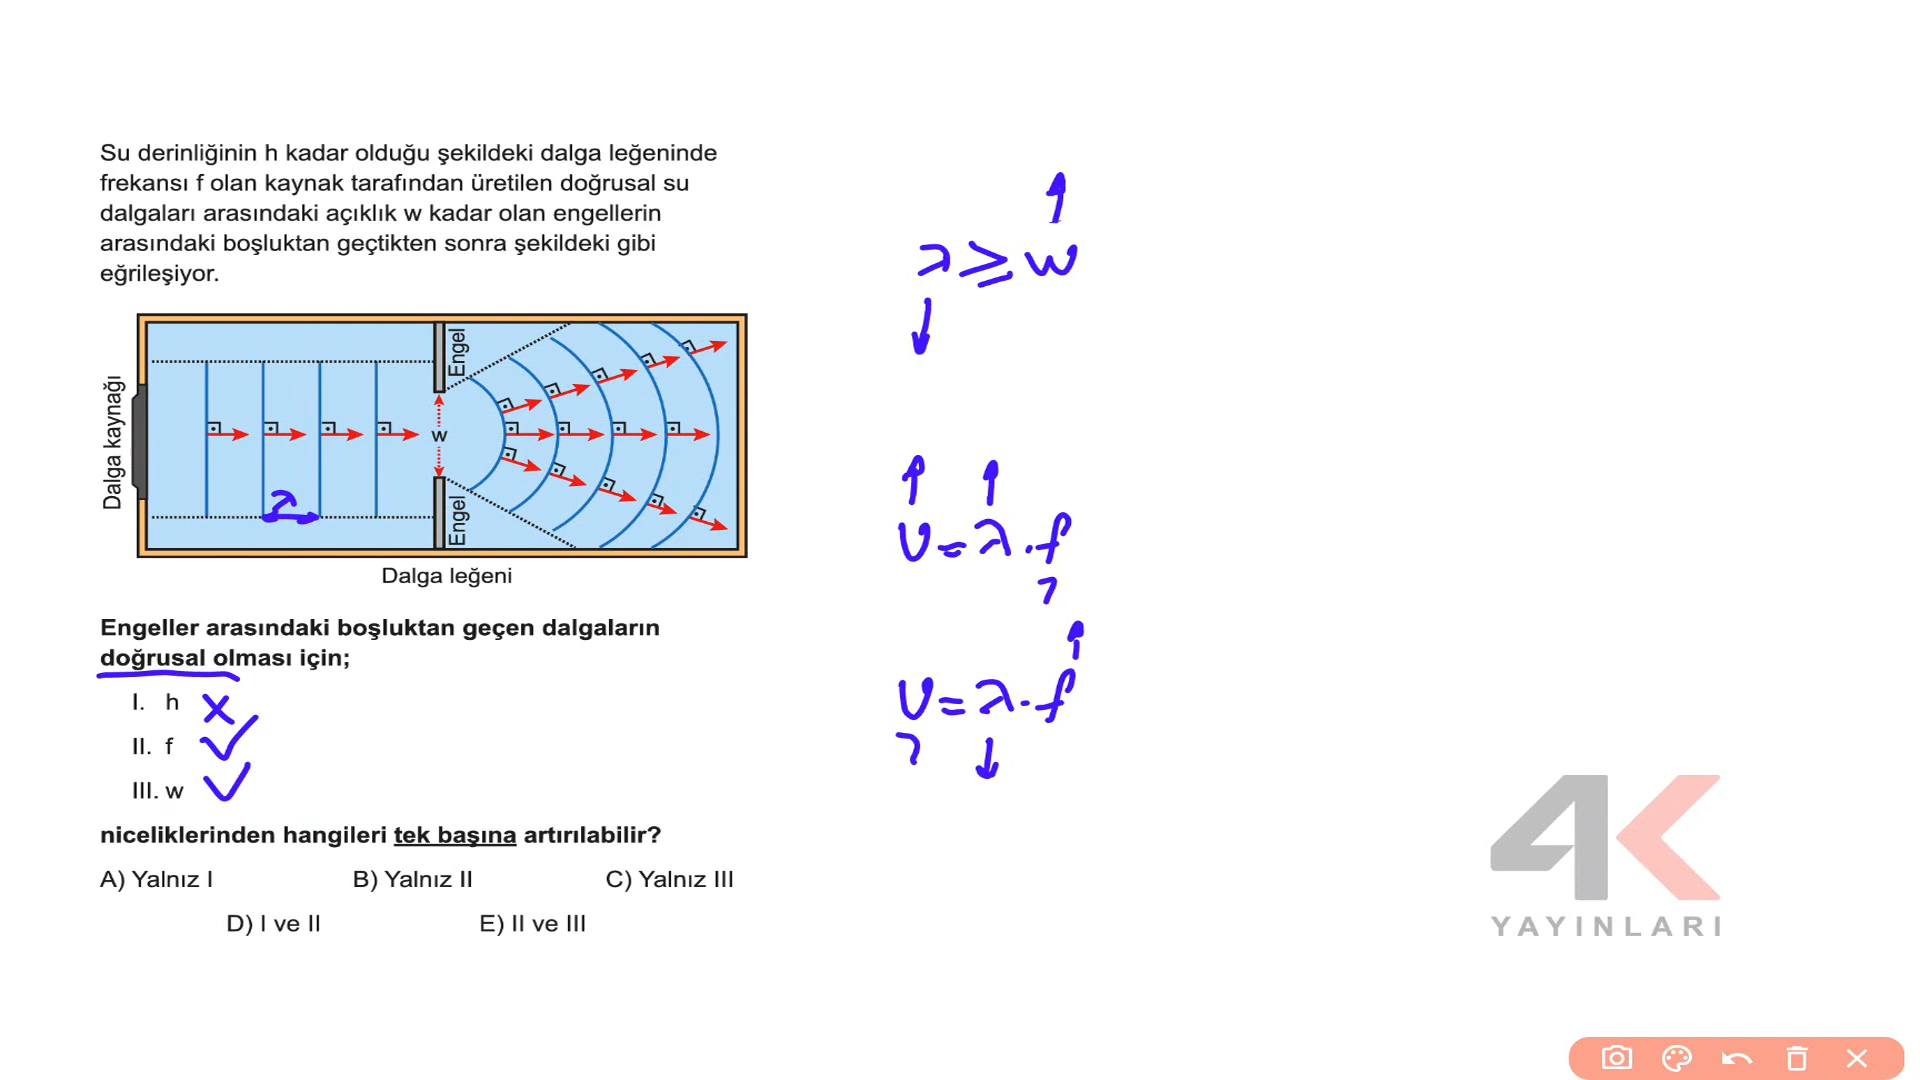 Su derinliğinin h kadar olduğu şekildeki dalga leğeninde
frekansı f olan kaynak tarafından üretilen doğrusal su
dalgaları arasındaki açıklık w kadar olan engellerin
arasındaki boşluktan geçtikten sonra şekildeki gibi
eğrileşiyor.
Dalga kaynağı
Engel
w
Engel
λ
Dalga leğeni
Engeller arasındaki boşluktan geçen dalgaların
doğrusal olması için;
I. h
II. f
III. w
niceliklerinden hangileri tek başına artırılabilir?
A) Yalnız I B) Yalnız II C) Yalnız III
D) I ve II E) II ve III
λ ≥ w
v = λ . f
v = λ . f
4K
YAYINLARI